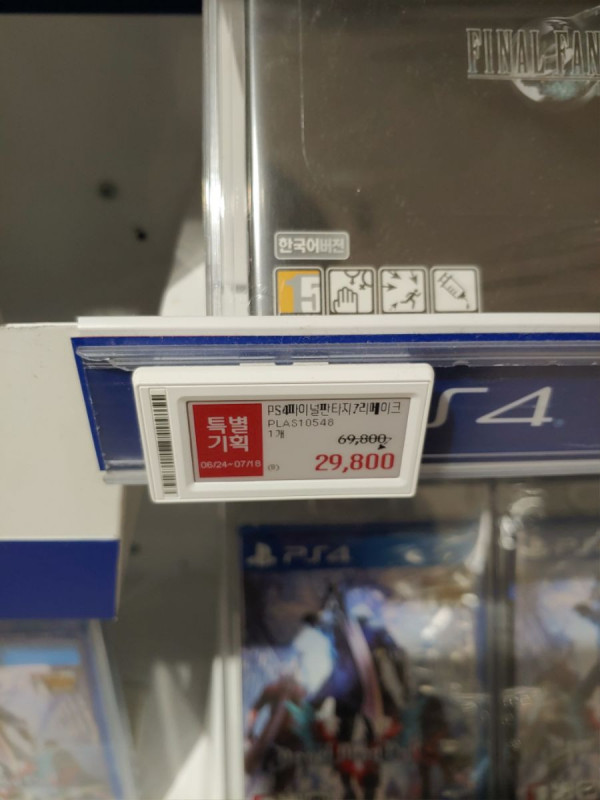 FINAL FAN
한국어버전
15
PS4
특별
기획
06/24~07/18
PS4파이널판타지7리메이크
PLAS10548
1개
69,800
(R)
29,800
PS4